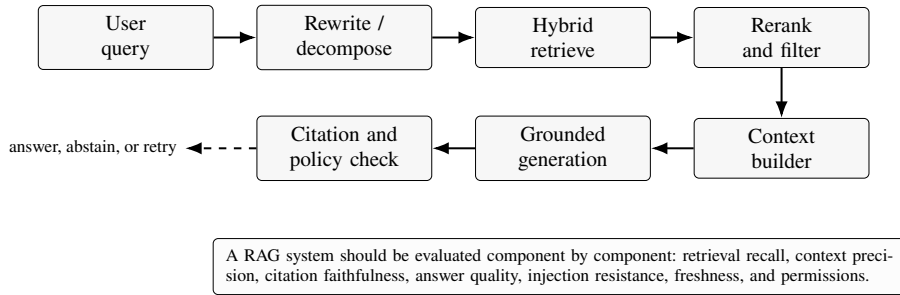 User
query
Rewrite /
decompose
Hybrid
retrieve
Rerank
and filter
answer, abstain, or retry
Citation and
policy check
Grounded
generation
Context
builder
A RAG system should be evaluated component by component: retrieval recall, context preci-
sion, citation faithfulness, answer quality, injection resistance, freshness, and permissions.